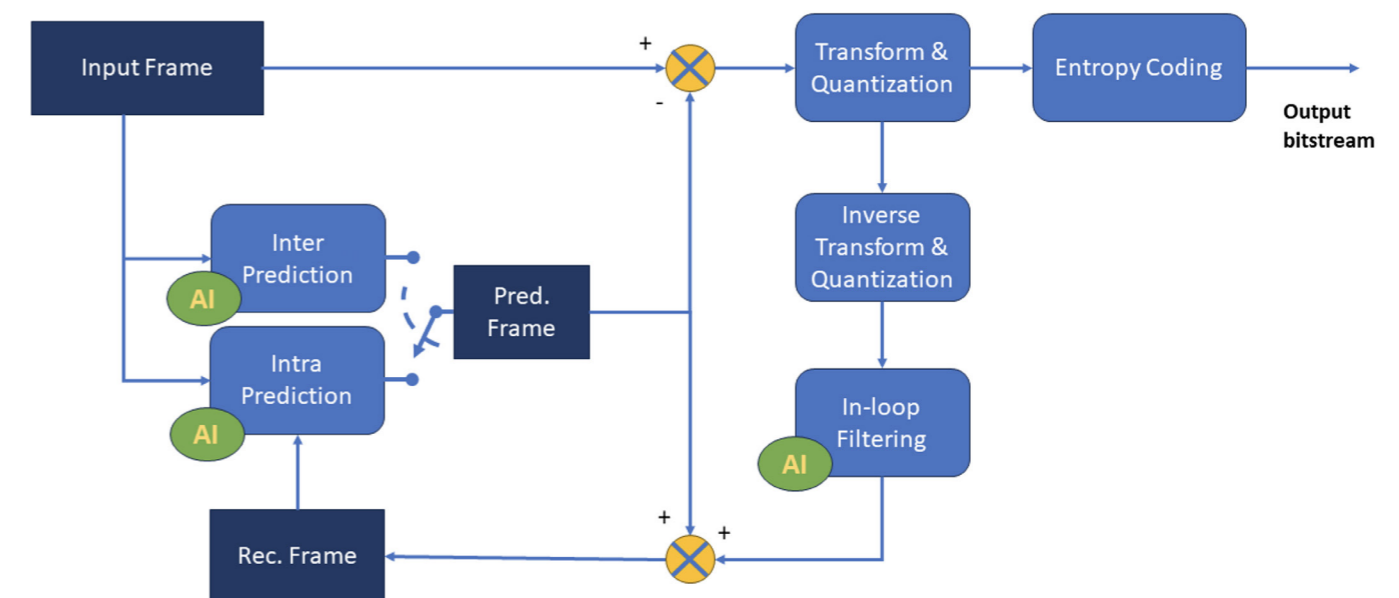 Input Frame
+
-
Transform &
Quantization
Entropy Coding
Output
bitstream
Inter
Prediction
AI
Inverse
Transform &
Quantization
Pred.
Frame
Intra
Prediction
AI
In-loop
Filtering
AI
+
+
Rec. Frame